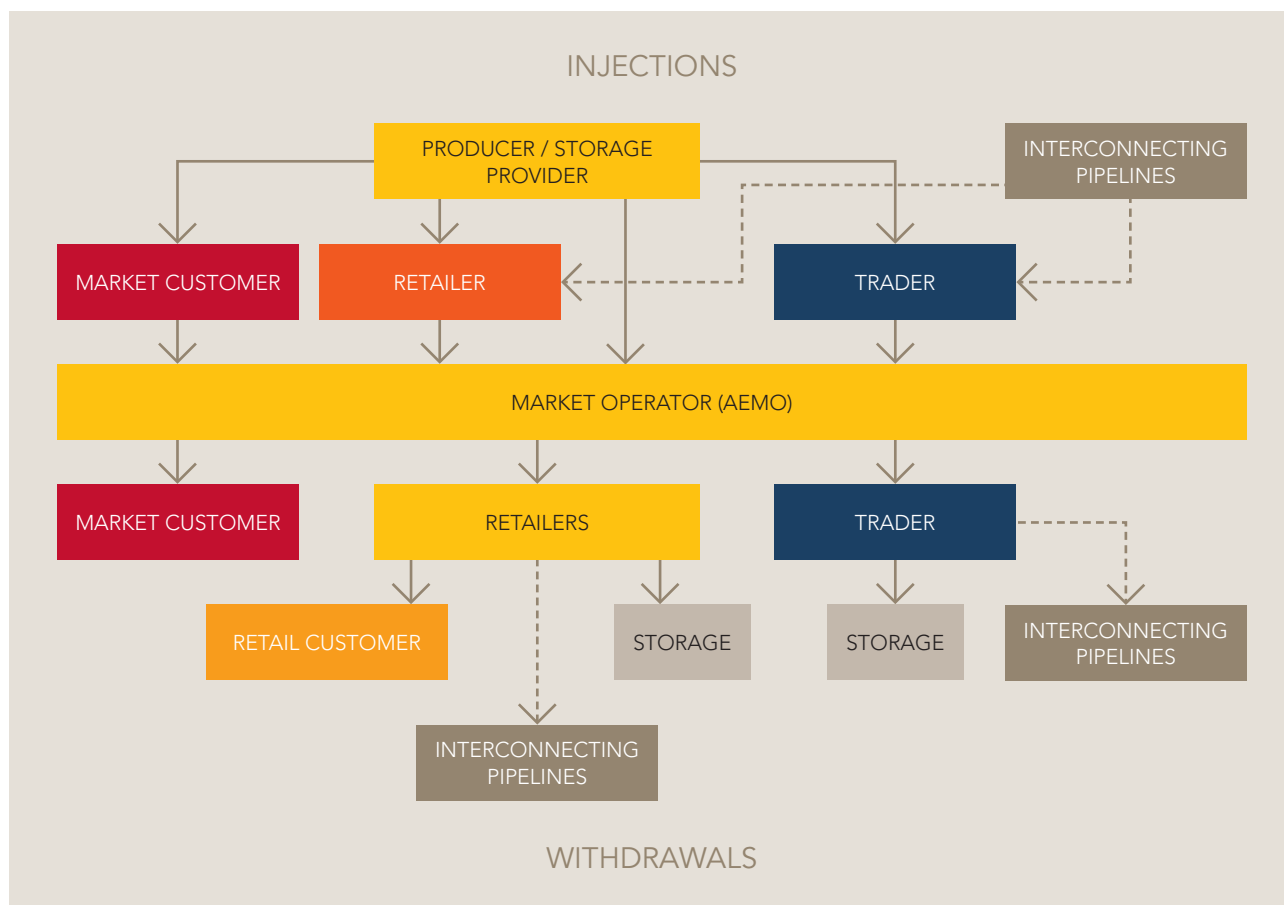 INJECTIONS
PRODUCER / STORAGE
PROVIDER
INTERCONNECTING
PIPELINES
MARKET CUSTOMER
RETAILER
TRADER
MARKET OPERATOR (AEMO)
MARKET CUSTOMER
RETAILERS
TRADER
RETAIL CUSTOMER
STORAGE
STORAGE
INTERCONNECTING
PIPELINES
INTERCONNECTING
PIPELINES
WITHDRAWALS